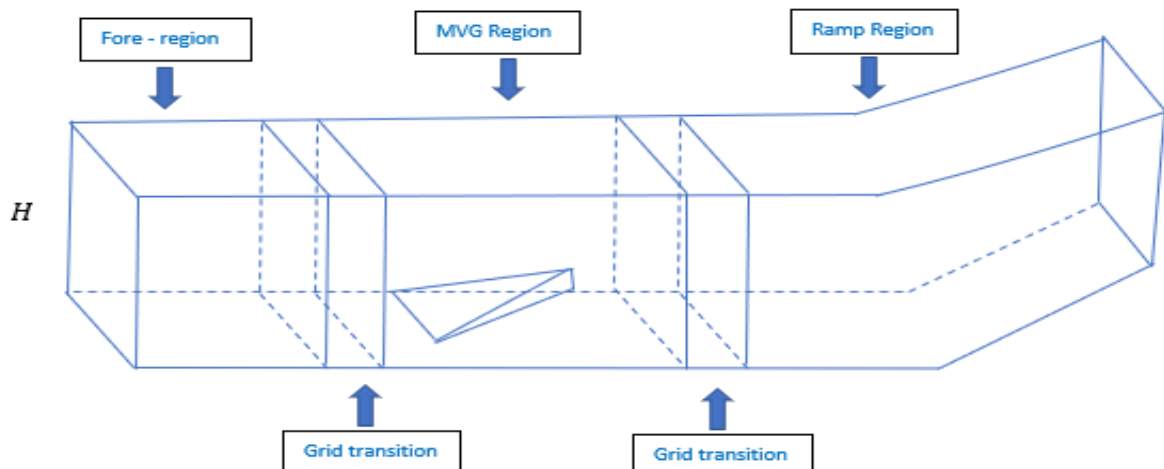 Fore - region
MVG Region
Ramp Region
H
Grid transition
Grid transition